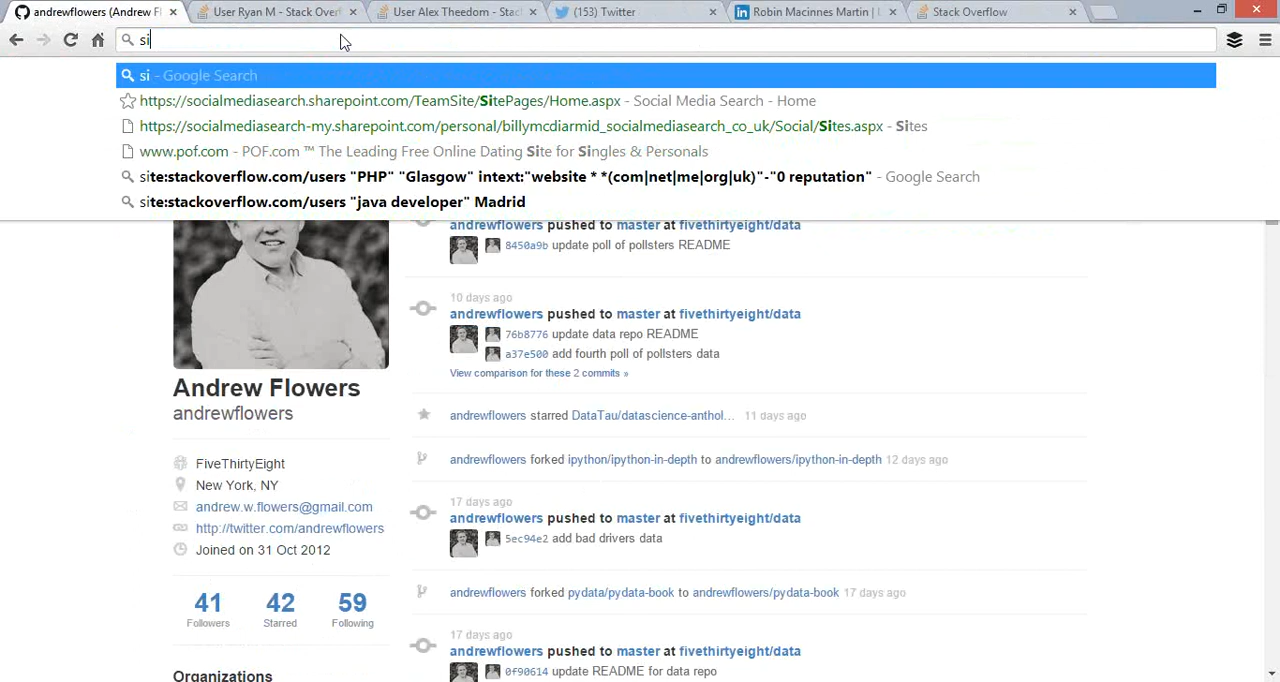 andrewflowers (Andrew Fl
User Ryan M - Stack Overf
User Alex Theedom - Stac
(153) Twitter
Robin Macinnes Martin | L
Stack Overflow
si
si - Google Search
https://socialmediasearch.sharepoint.com/TeamSite/SitePages/Home.aspx - Social Media Search - Home
https://socialmediasearch-my.sharepoint.com/personal/billymcdiarmid_socialmediasearch_co_uk/Social/Sites.aspx - Sites
www.pof.com - POF.com ™ The Leading Free Online Dating Site for Singles & Personals
site:stackoverflow.com/users "PHP" "Glasgow" intext:"website * *(com|net|me|org|uk)"-"0 reputation" - Google Search
site:stackoverflow.com/users "java developer" Madrid
andrewflowers pushed to master at fivethirtyeight/data
8450a9b update poll of pollsters README
10 days ago
andrewflowers pushed to master at fivethirtyeight/data
76b8776 update data repo README
a37e500 add fourth poll of pollsters data
View comparison for these 2 commits »
andrewflowers starred DataTau/datascience-anthol… 11 days ago
andrewflowers forked ipython/ipython-in-depth to andrewflowers/ipython-in-depth 12 days ago
17 days ago
andrewflowers pushed to master at fivethirtyeight/data
5ec94e2 add bad drivers data
andrewflowers forked pydata/pydata-book to andrewflowers/pydata-book 17 days ago
17 days ago
andrewflowers pushed to master at fivethirtyeight/data
0f90614 update README for data repo
Andrew Flowers
andrewflowers
FiveThirtyEight
New York, NY
andrew.w.flowers@gmail.com
http://twitter.com/andrewflowers
Joined on 31 Oct 2012
41 42 59
Followers Starred Following
Organizations